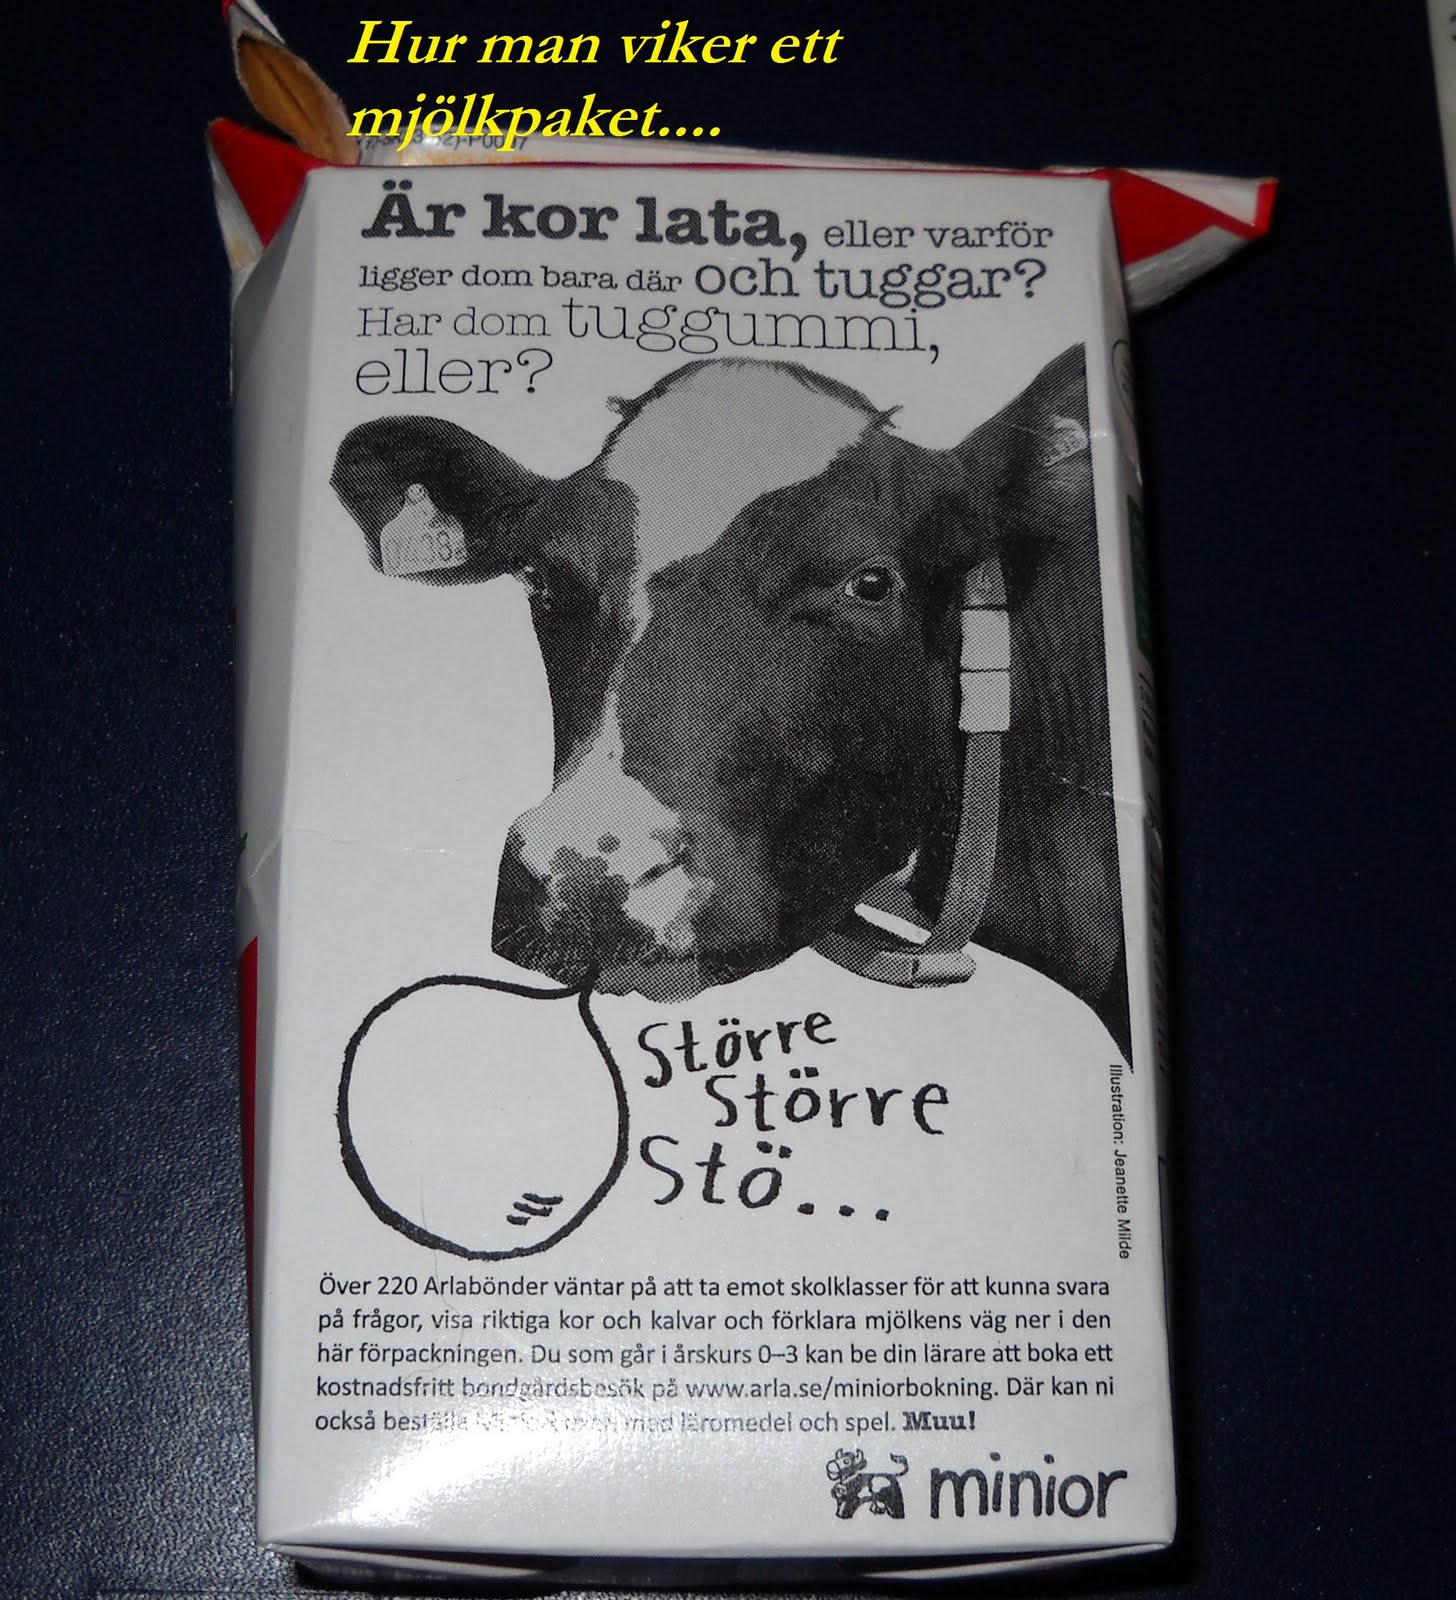 Hur man viker ett
mjölkpaket....
Är kor lata, eller varför
ligger dom bara där och tuggar?
Har dom tuggummi,
eller?
Större
Större
Stö...
Illustration: Jeanette Milde
Över 220 Arlabönder väntar på att ta emot skolklasser för att kunna svara
på frågor, visa riktiga kor och kalvar och förklara mjölkens väg ner i den
här förpackningen. Du som går i årskurs 0–3 kan be din lärare att boka ett
kostnadsfritt bondgårdsbesök på www.arla.se/miniorbokning. Där kan ni
också beställa med läromedel och spel. Muu!
minior